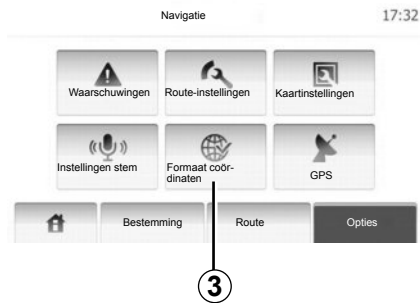 Navigatie
17:32
Waarschuwingen
Route-instellingen
Kaartinstellingen
Instellingen stem
Formaat coör-
dinaten
GPS
Bestemming
Route
Opties
3